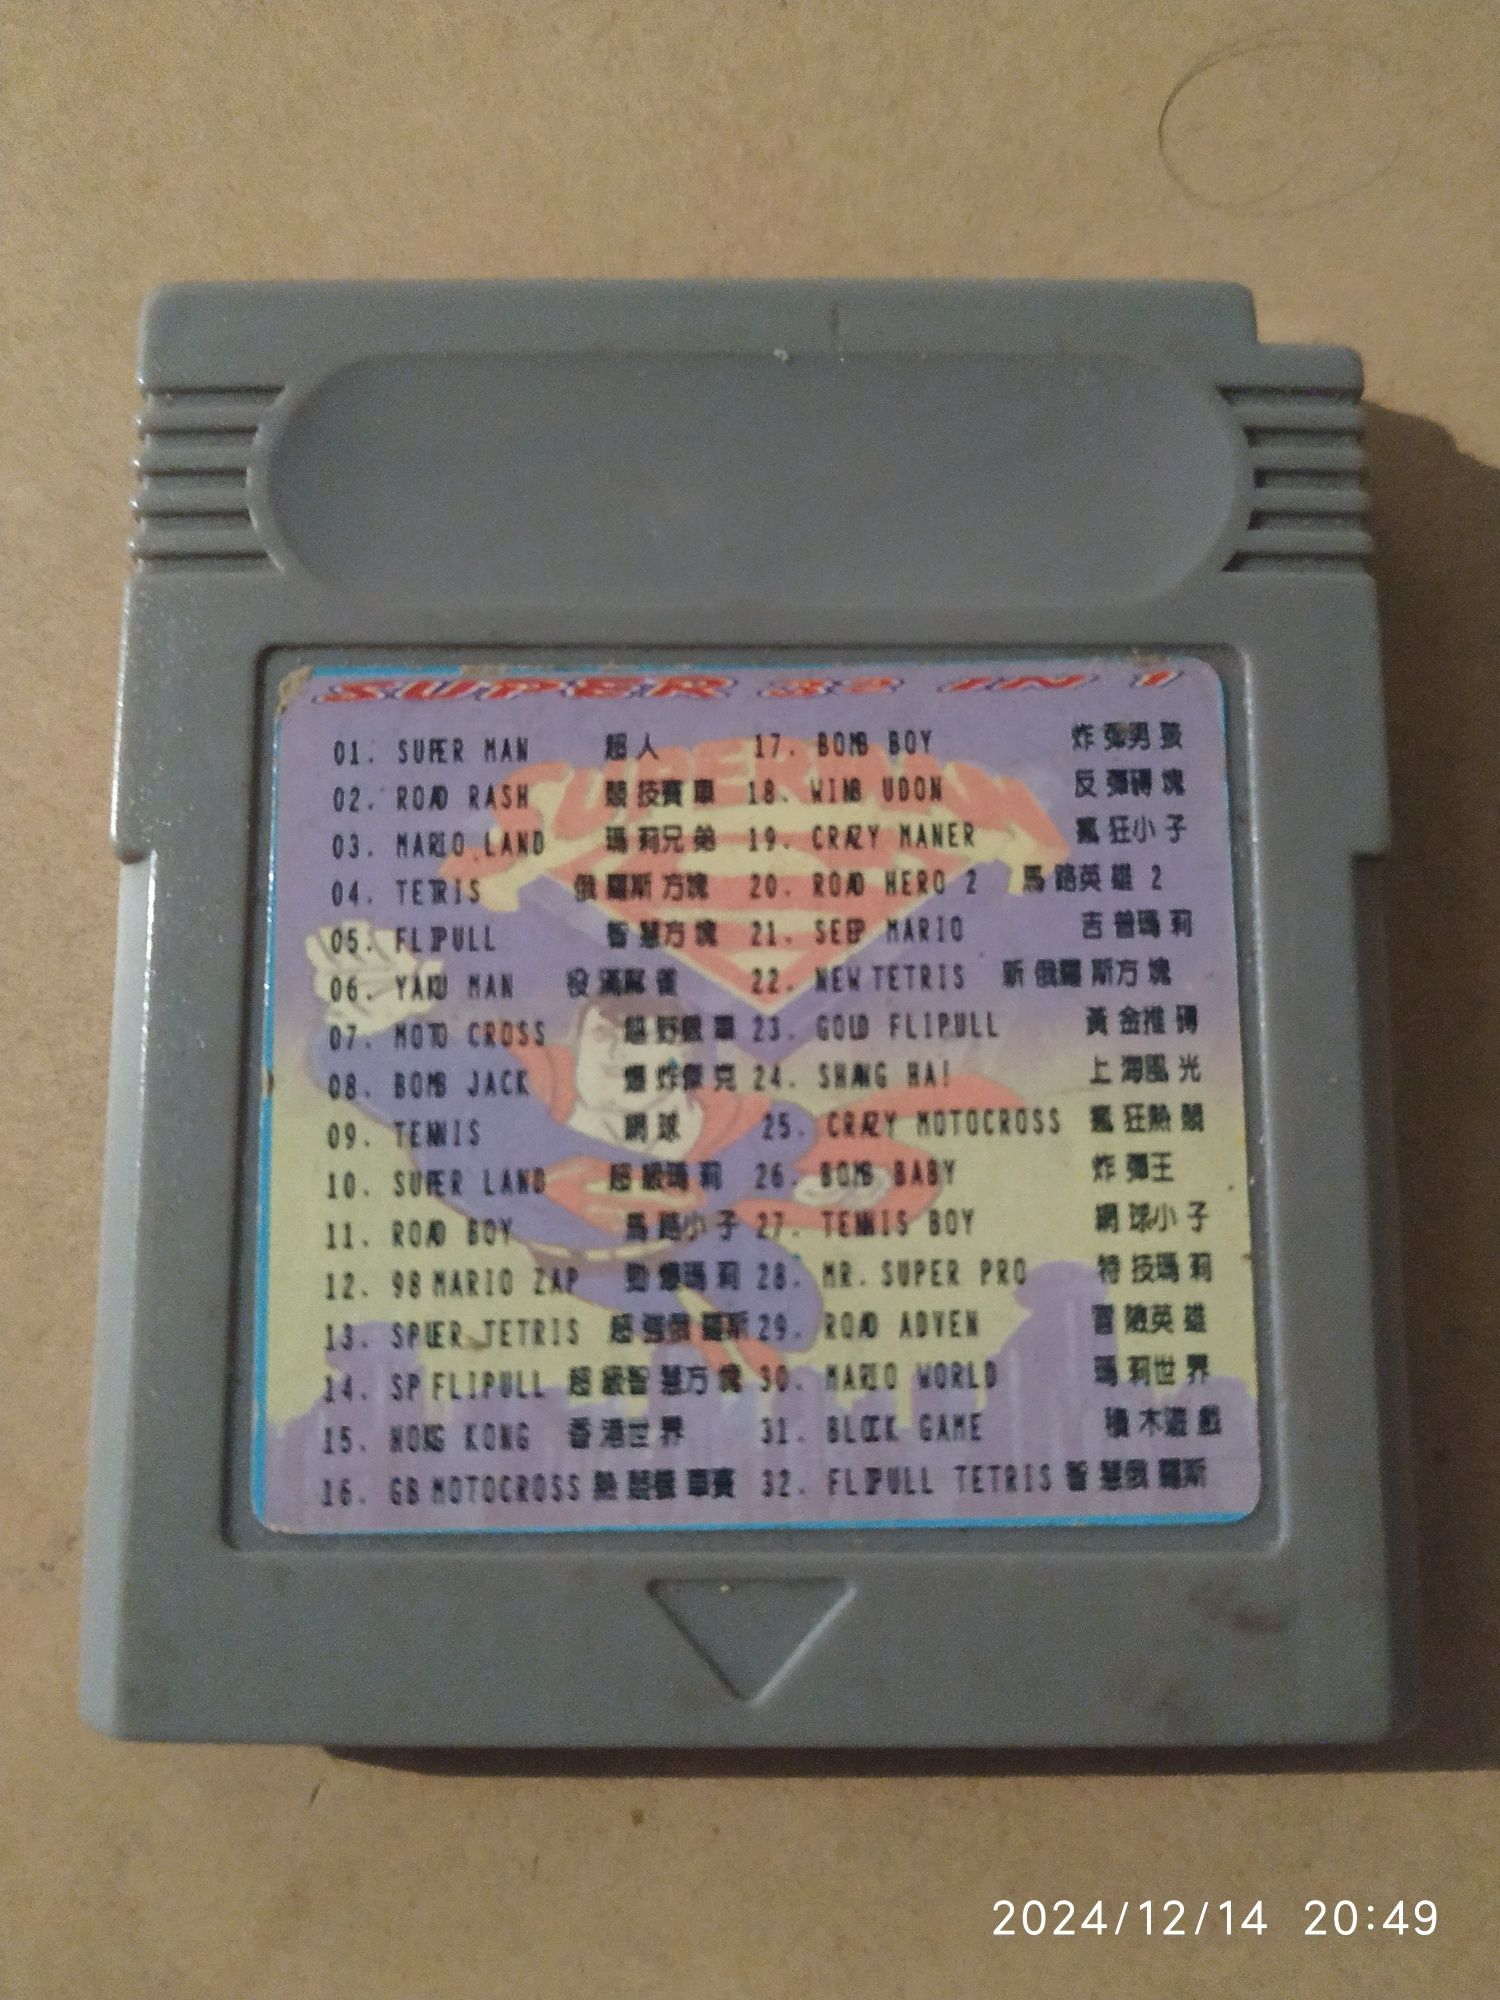 SUPER 32 IN 1
SUPERMAN
01. SUPER MAN 超人
02. ROAD RASH 競技賽車
03. MARIO LAND 瑪莉兄弟
04. TETRIS 俄羅斯方塊
05. FLIPULL 智慧方塊
06. YAKU MAN 役滿麻雀
07. MOTO CROSS 越野戰車
08. BOMB JACK 爆炸傑克
09. TENNIS 網球
10. SUPER LAND 超級瑪莉
11. ROAD BOY 馬路小子
12. 98 MARIO ZAP 勁爆瑪莉
13. SPUER TETRIS 超強俄羅斯
14. SP FLIPULL 超級智慧方塊
15. HONG KONG 香港世界
16. GB MOTOCROSS 熱競機車賽
17. BOMB BOY 炸彈男孩
18. WIMB UDON 反彈磚塊
19. CRAZY MANER 瘋狂小子
20. ROAD HERO 2 馬路英雄 2
21. SEEP MARIO 吉普瑪莉
22. NEW TETRIS 新俄羅斯方塊
23. GOLD FLIPULL 黃金推磚
24. SHANG HAI 上海風光
25. CRAZY MOTOCROSS 瘋狂熱競
26. BOMB BABY 炸彈王
27. TENNIS BOY 網球小子
28. MR. SUPER PRO 特技瑪莉
29. ROAD ADVEN 冒險英雄
30. MARIO WORLD 瑪莉世界
31. BLOCK GAME 積木遊戲
32. FLIPULL TETRIS 智慧俄羅斯
2024/12/14 20:49